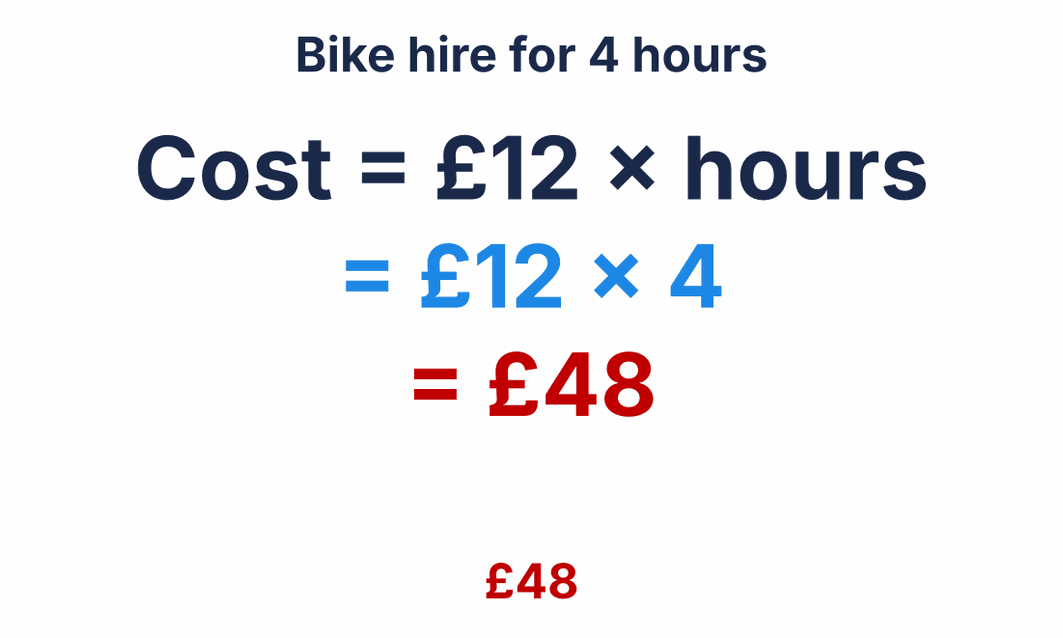 Bike hire for 4 hours
Cost = £12 × hours
= £12 × 4
= £48
£48